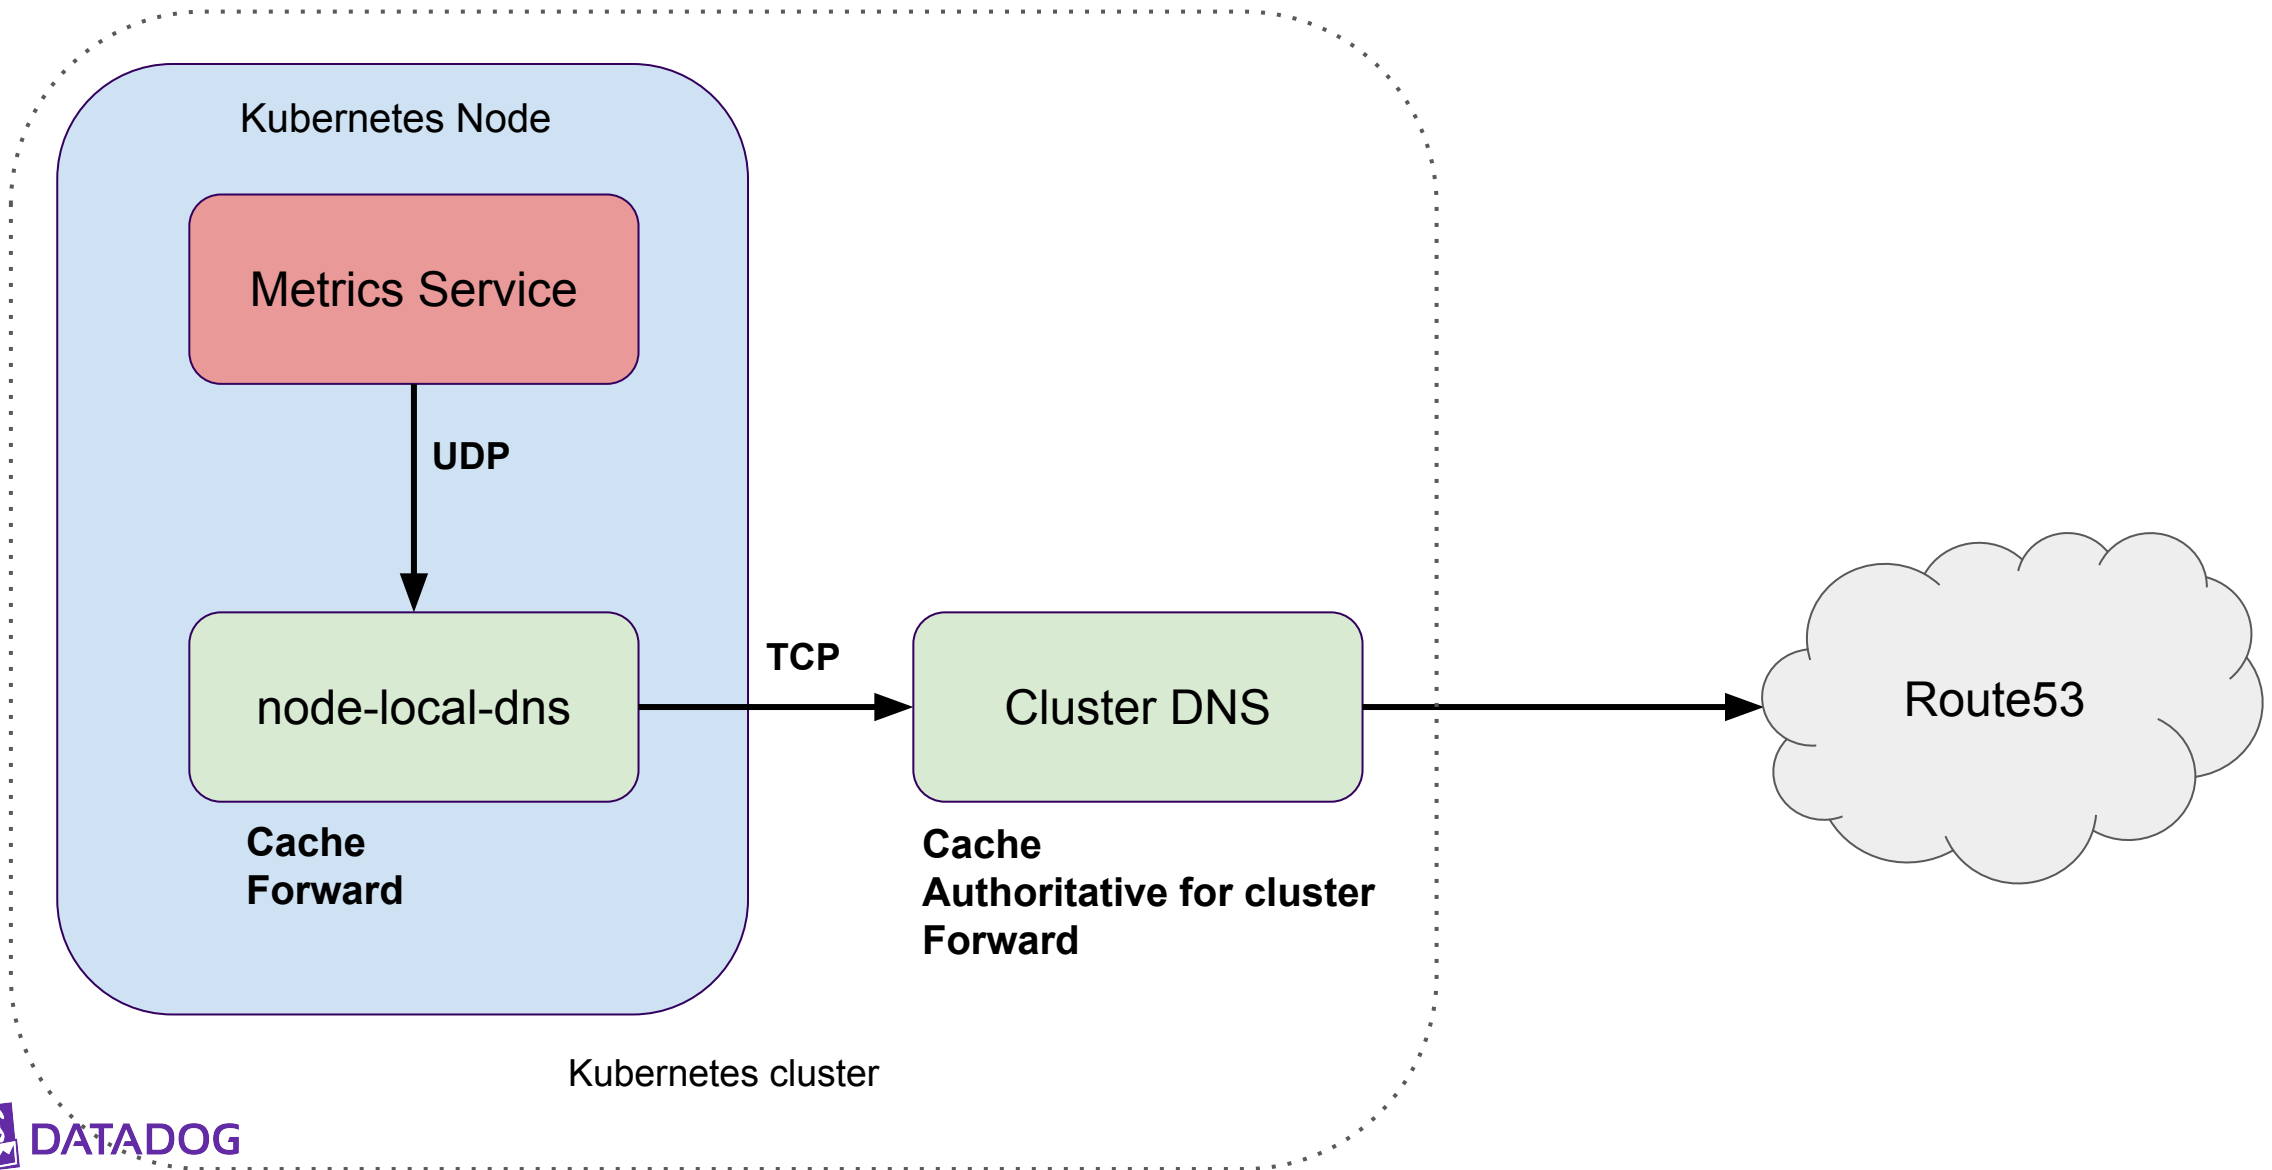 Kubernetes Node
Metrics Service
UDP
node-local-dns
TCP
Cluster DNS
Route53
Cache
Forward
Cache
Authoritative for cluster
Forward
Kubernetes cluster
DATADOG